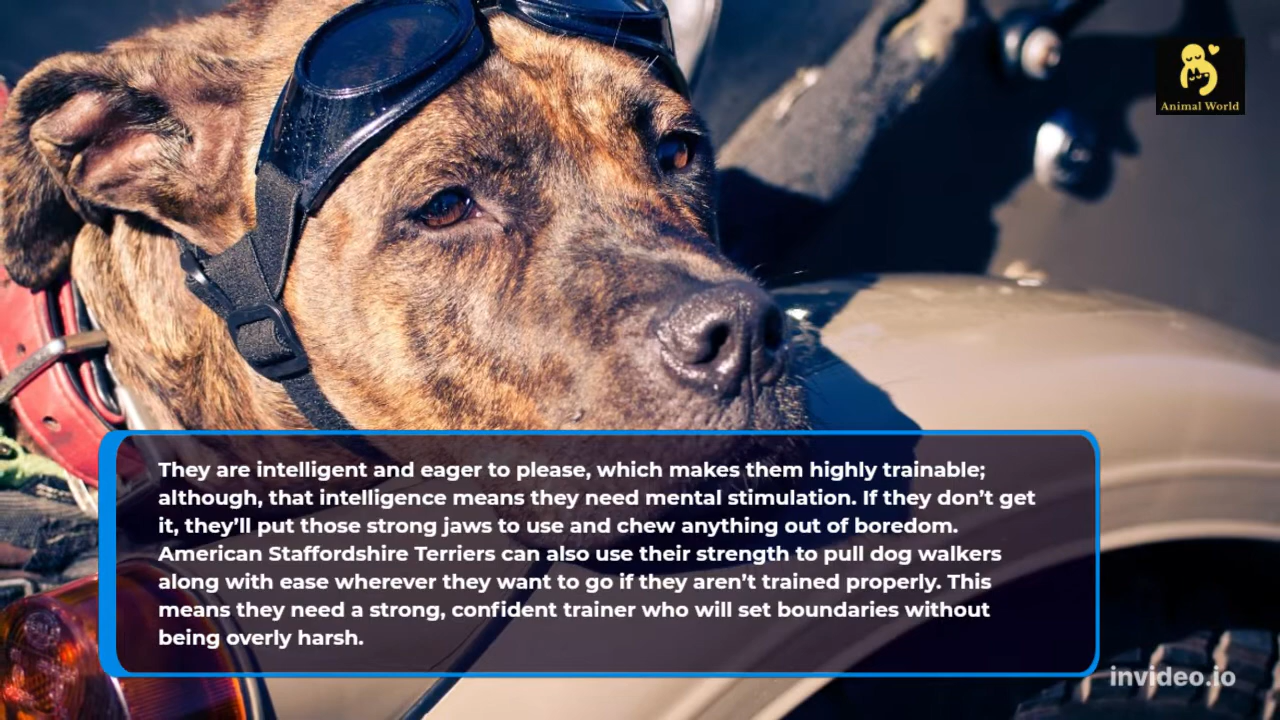 Animal World
They are intelligent and eager to please, which makes them highly trainable;
although, that intelligence means they need mental stimulation. If they don’t get
it, they’ll put those strong jaws to use and chew anything out of boredom.
American Staffordshire Terriers can also use their strength to pull dog walkers
along with ease wherever they want to go if they aren’t trained properly. This
means they need a strong, confident trainer who will set boundaries without
being overly harsh.
invideo.io